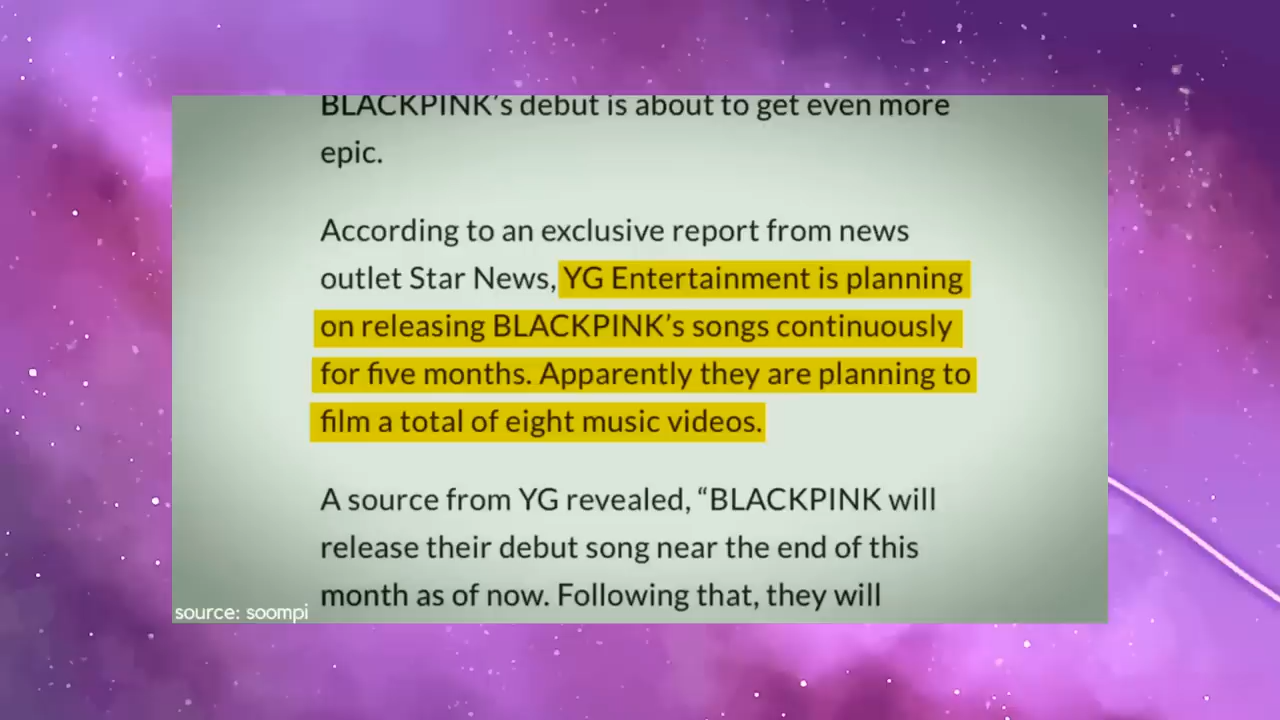 BLACKPINK’s debut is about to get even more
epic.
According to an exclusive report from news
outlet Star News, YG Entertainment is planning
on releasing BLACKPINK’s songs continuously
for five months. Apparently they are planning to
film a total of eight music videos.
A source from YG revealed, “BLACKPINK will
release their debut song near the end of this
month as of now. Following that, they will
source: soompi